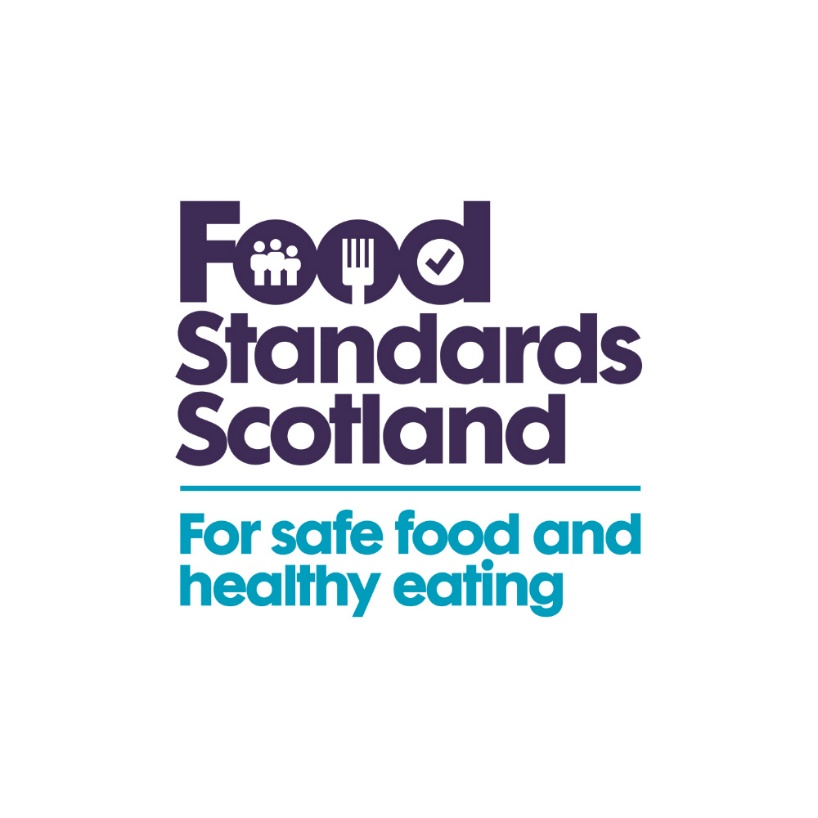 Food
Standards
Scotland
For safe food and
healthy eating